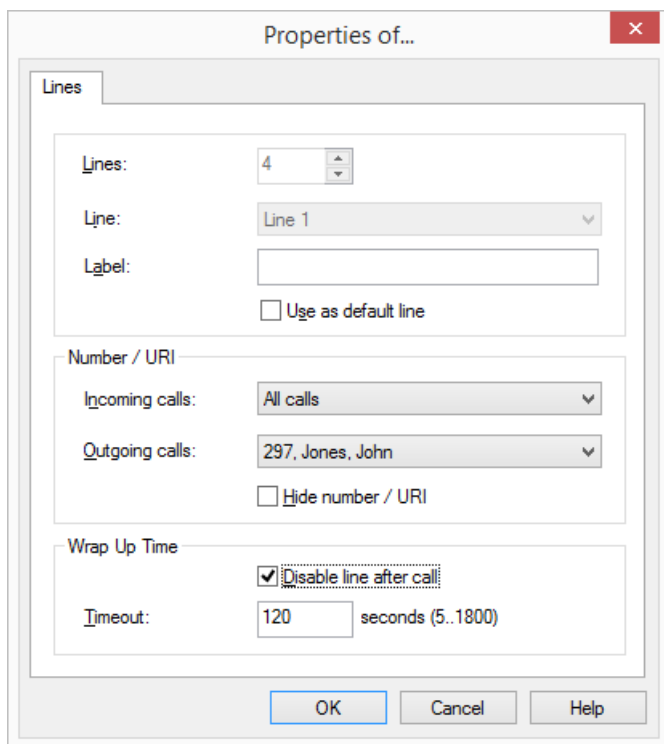 Properties of...
Lines
Lines: 4
Line: Line 1
Label:
Use as default line
Number / URI
Incoming calls: All calls
Outgoing calls: 297, Jones, John
Hide number / URI
Wrap Up Time
Disable line after call
Timeout: 120 seconds (5..1800)
OK Cancel Help